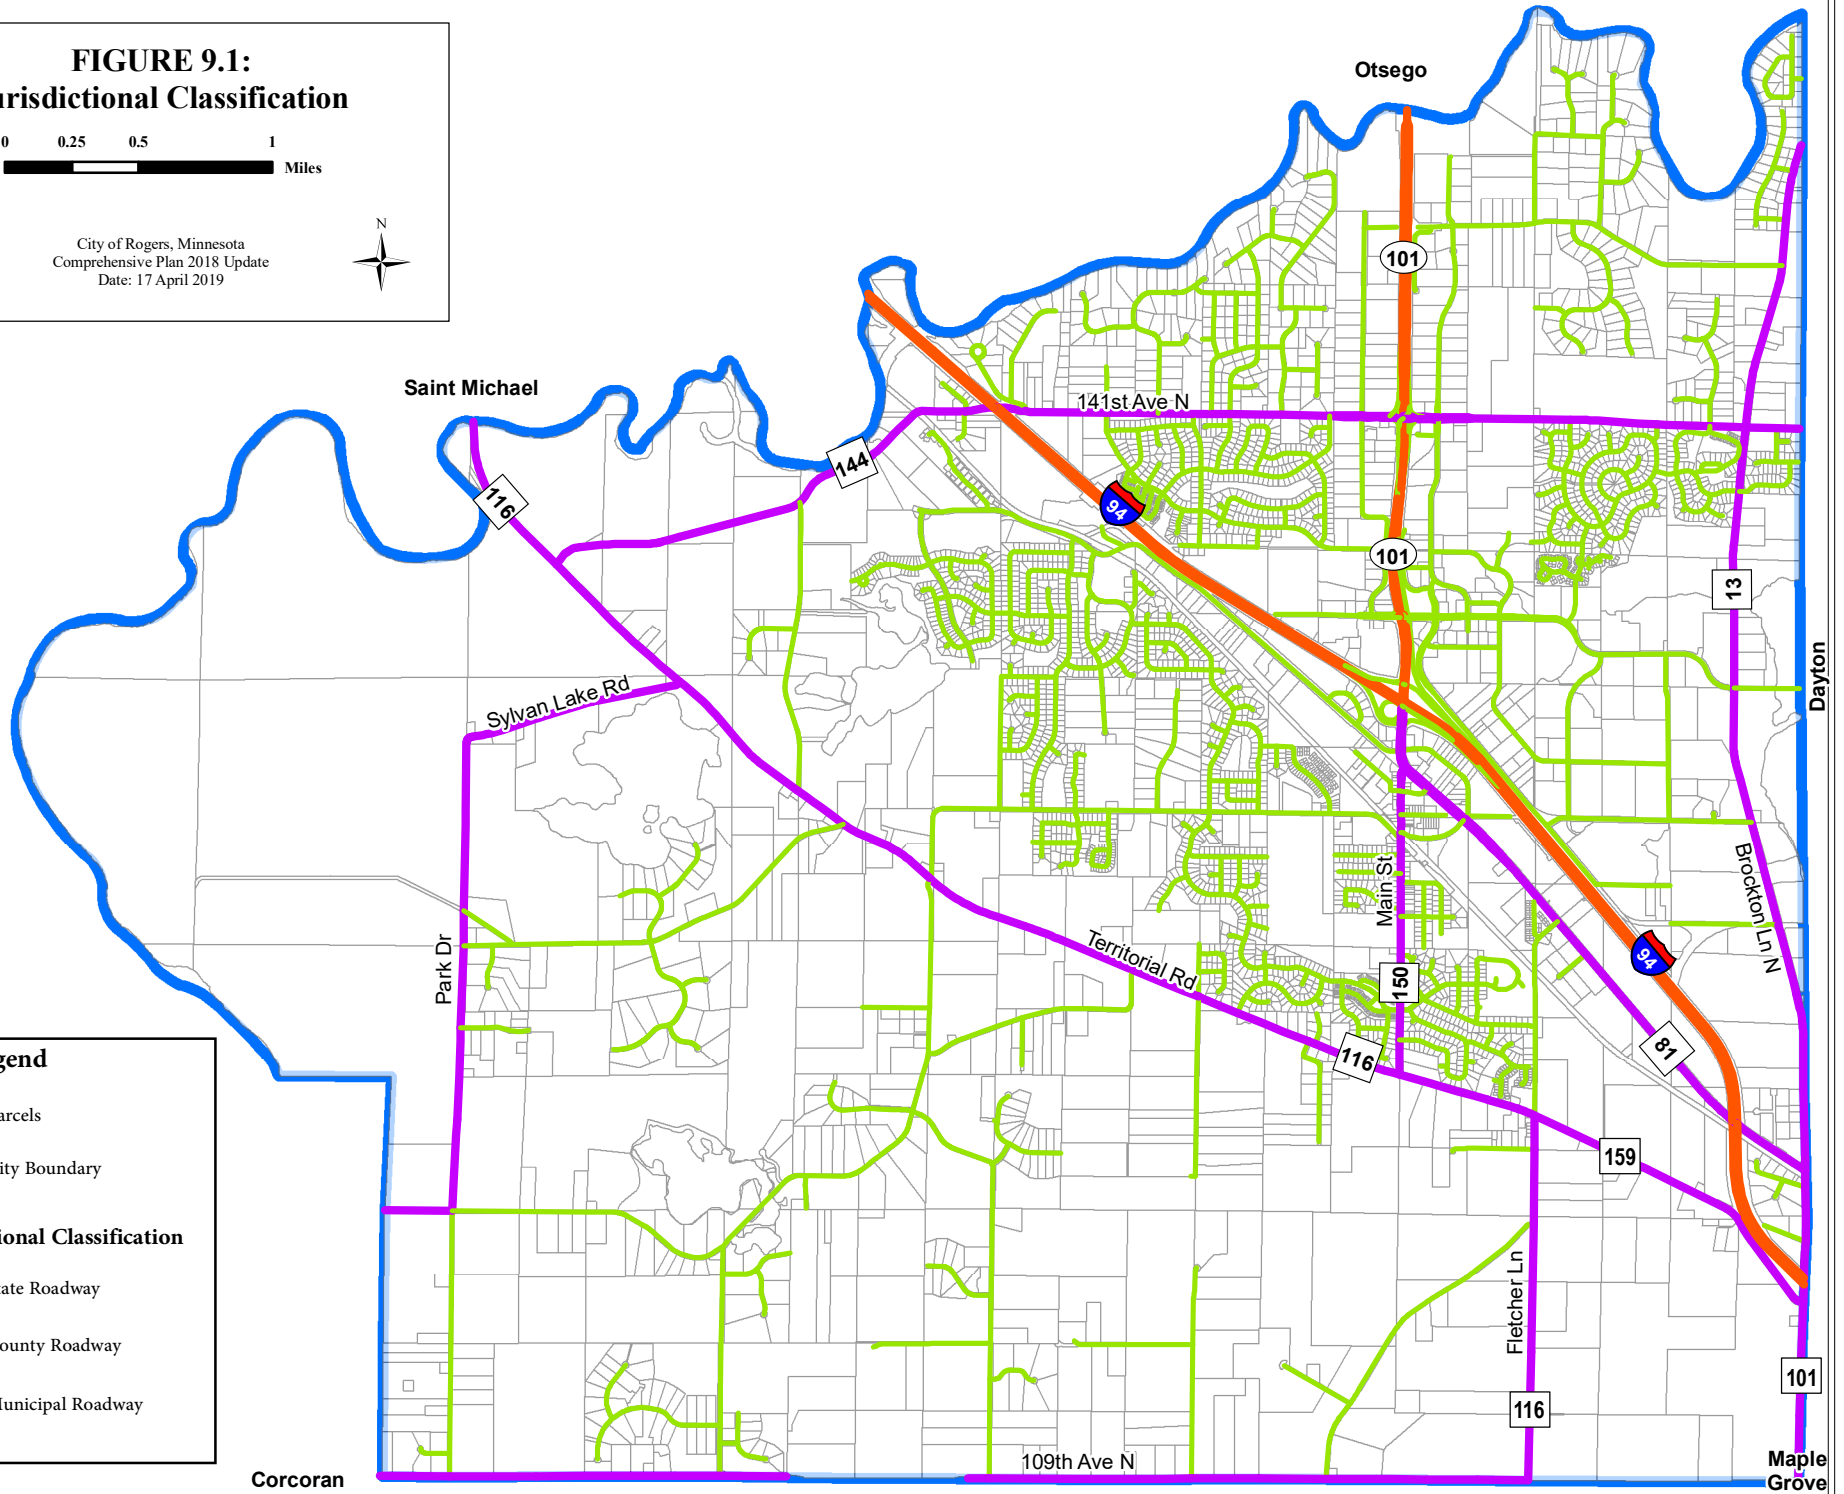 FIGURE 9.1:
urisdictional Classification
0 0.25 0.5 1
Miles
N
City of Rogers, Minnesota
Comprehensive Plan 2018 Update
Date: 17 April 2019
Otsego
101
Saint Michael
141st Ave N
144
116
94
101
13
Dayton
Sylvan Lake Rd
Brockton Ln N
Main St
Park Dr
Territorial Rd
94
150
81
116
159
gend
arcels
ity Boundary
ional Classification
tate Roadway
ounty Roadway
unicipal Roadway
Fletcher Ln
101
116
109th Ave N
Corcoran
Maple
Grove